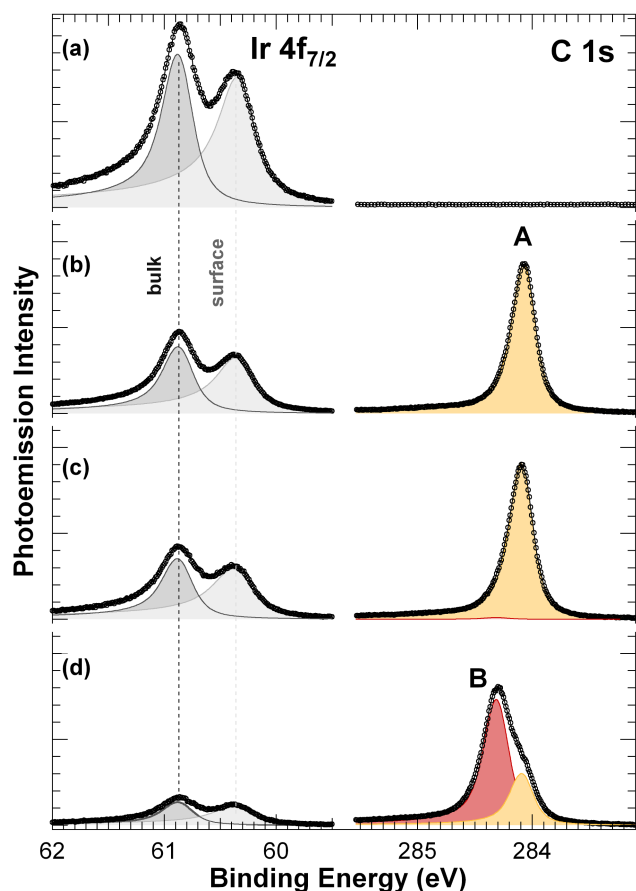 (a)
Ir 4f7/2
C 1s
(b)
bulk
surface
A
(c)
(d)
B
Photoemission Intensity
62
61
60
285
284
Binding Energy (eV)